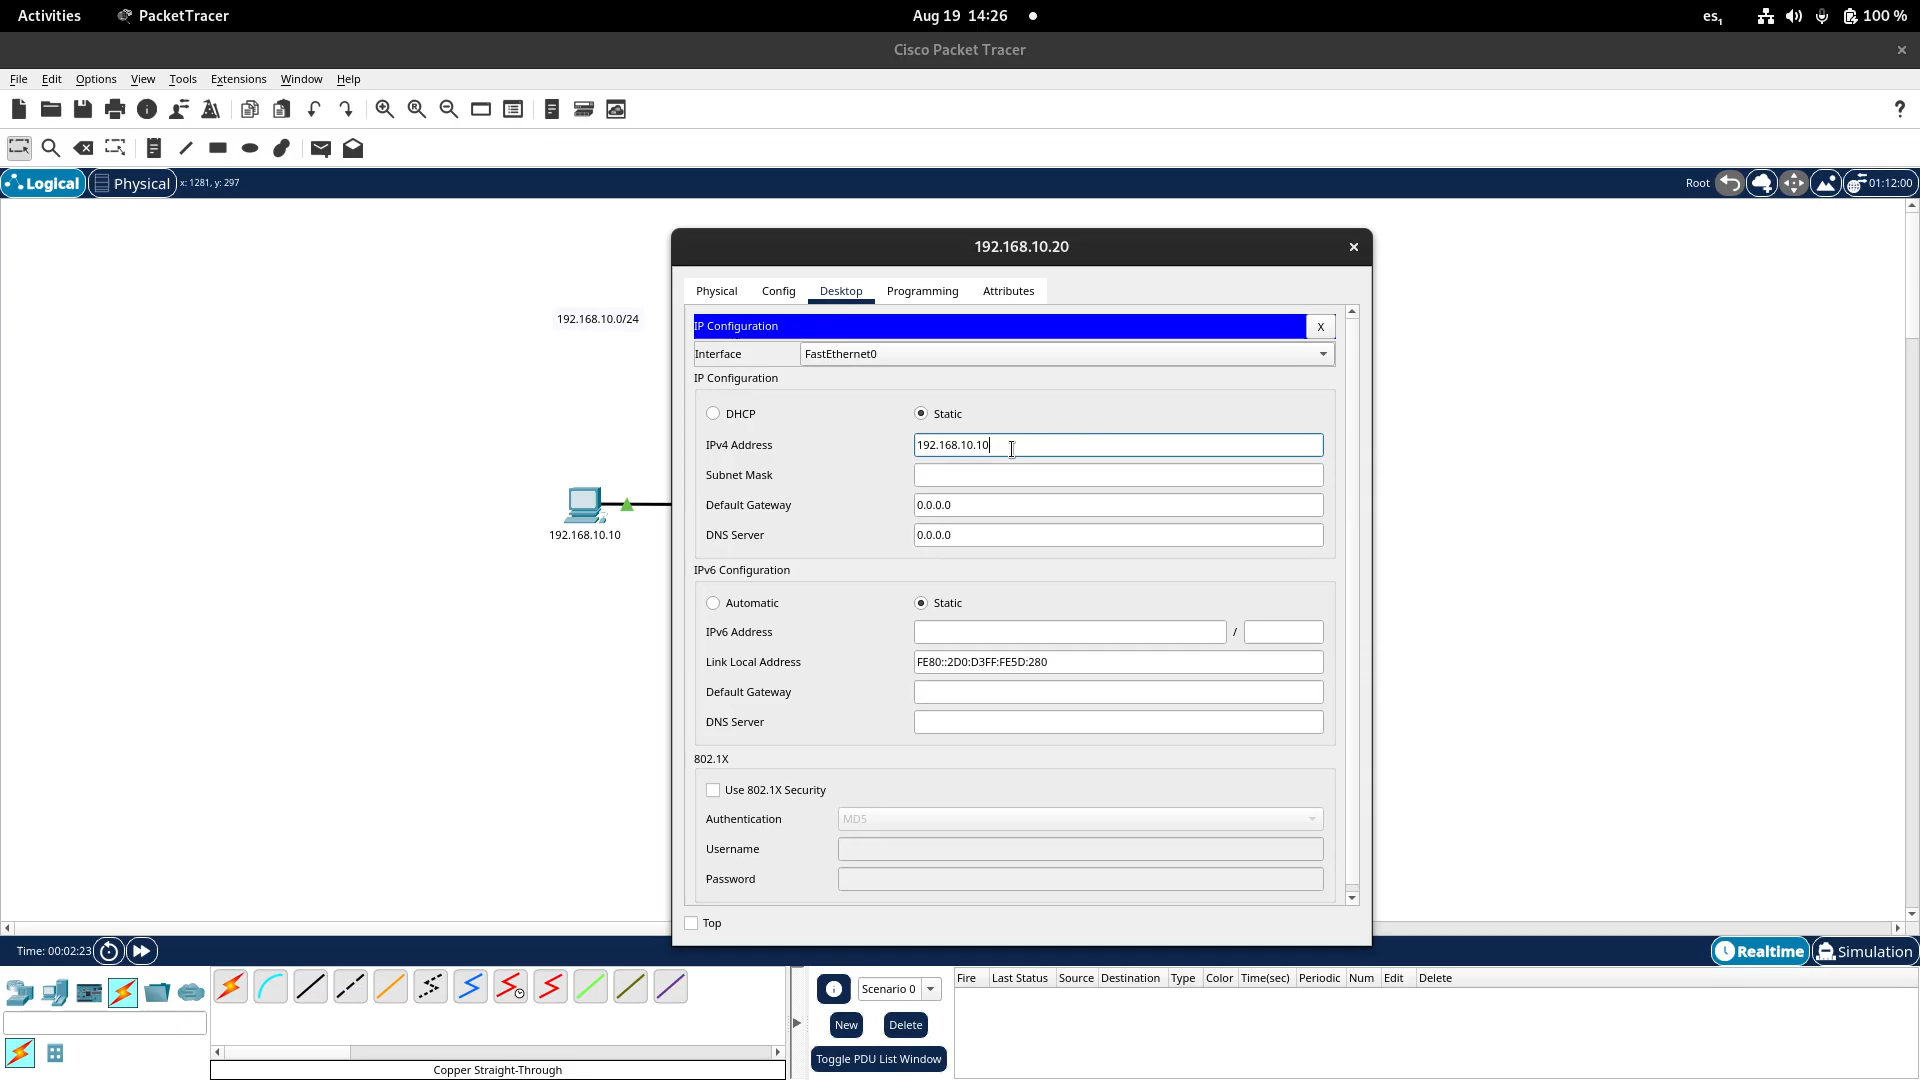 Activities PacketTracer Aug 19 14:26 es₁ 100 %
Cisco Packet Tracer
File Edit Options View Tools Extensions Window Help
?
Logical Physical x: 1281, y: 297 Root 01:12:00
192.168.10.20
Physical Config Desktop Programming Attributes
192.168.10.0/24
IP Configuration X
Interface FastEthernet0
IP Configuration
DHCP Static
IPv4 Address 192.168.10.10
Subnet Mask
Default Gateway 0.0.0.0
DNS Server 0.0.0.0
192.168.10.10
IPv6 Configuration
Automatic Static
IPv6 Address /
Link Local Address FE80::2D0:D3FF:FE5D:280
Default Gateway
DNS Server
802.1X
Use 802.1X Security
Authentication MD5
Username
Password
Top
Time: 00:02:23 Realtime Simulation
Fire Last Status Source Destination Type Color Time(sec) Periodic Num Edit Delete
Scenario 0
New Delete
Toggle PDU List Window
Copper Straight-Through